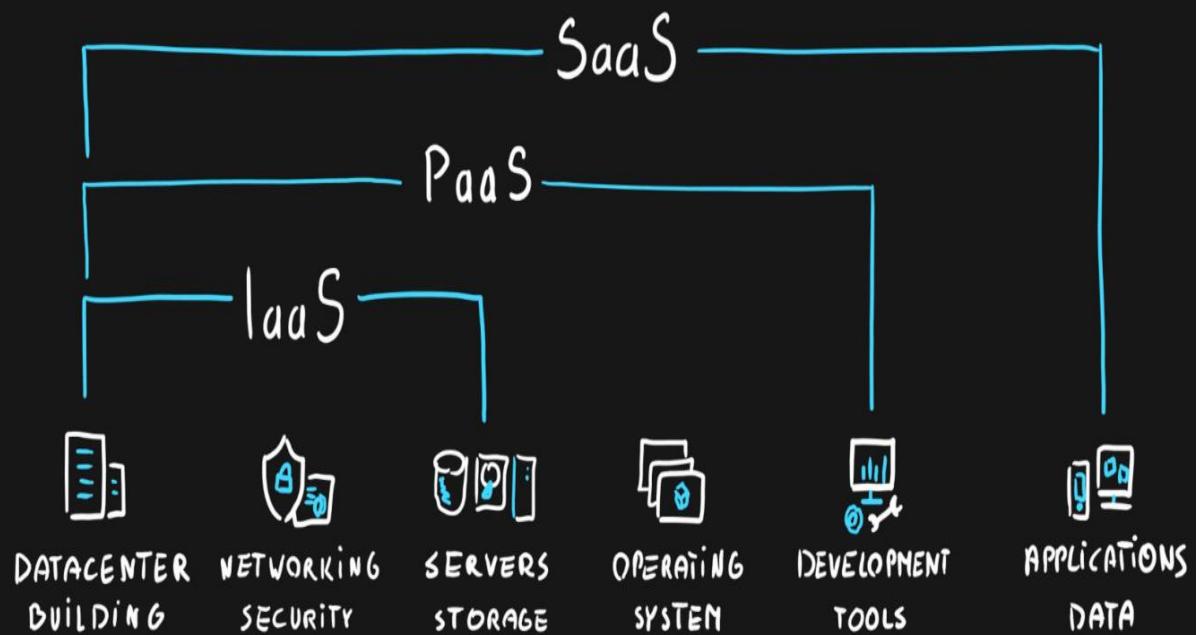 SaaS
PaaS
IaaS
DATACENTER
BUiLDiNG
NETWORKiNG
SECURiTY
SERVERS
STORAGE
OPERATiNG
SYSTEM
DEVELOPMENT
TOOLS
APPLiCATiONS
DATA